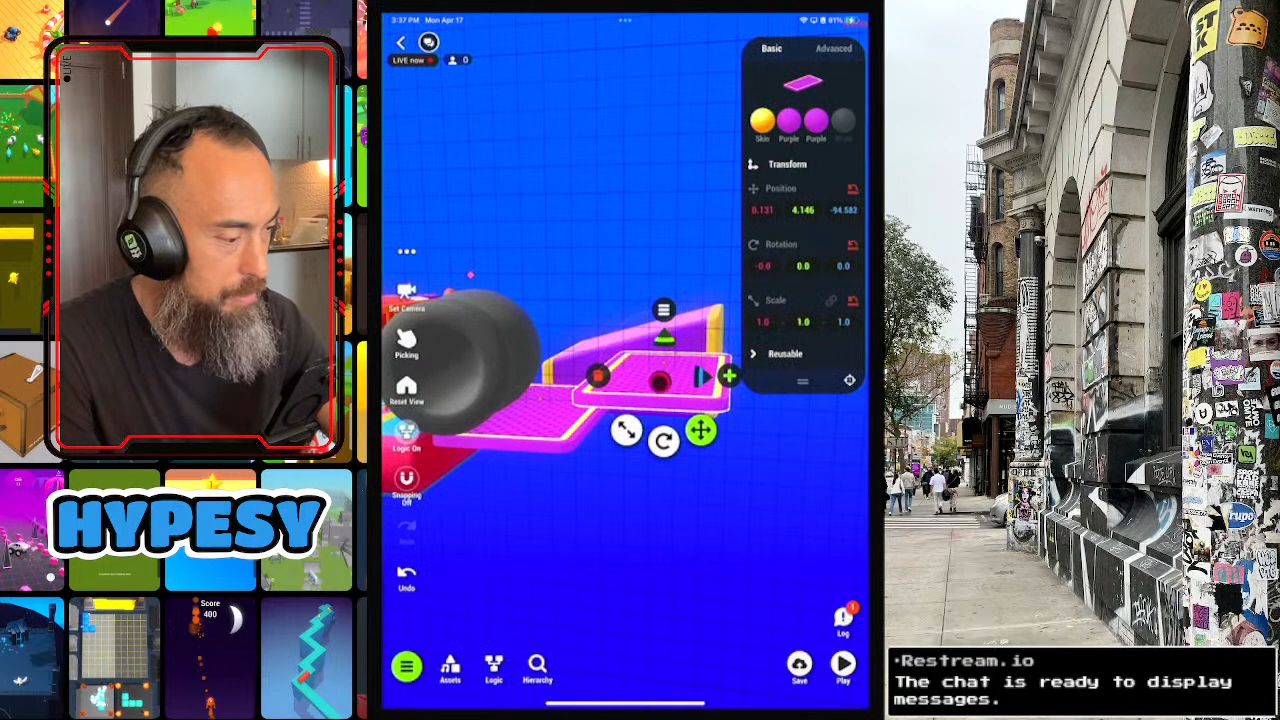 LIVE
3:37 PM Mon Apr 17
81%
LIVE now
0
Basic
Advanced
Skin
Purple
Purple
Transform
Position
0.131
4.146
-94.582
Rotation
-0.0
0.0
0.0
Scale
1.0
1.0
1.0
Reusable
Set Camera
Picking
Reset View
Logic On
Snapping
Off
Undo
1
Log
Assets
Logic
Hierarchy
Save
Play
HYPESY
Score
400
·Restream.io
The chat is ready to display
messages.